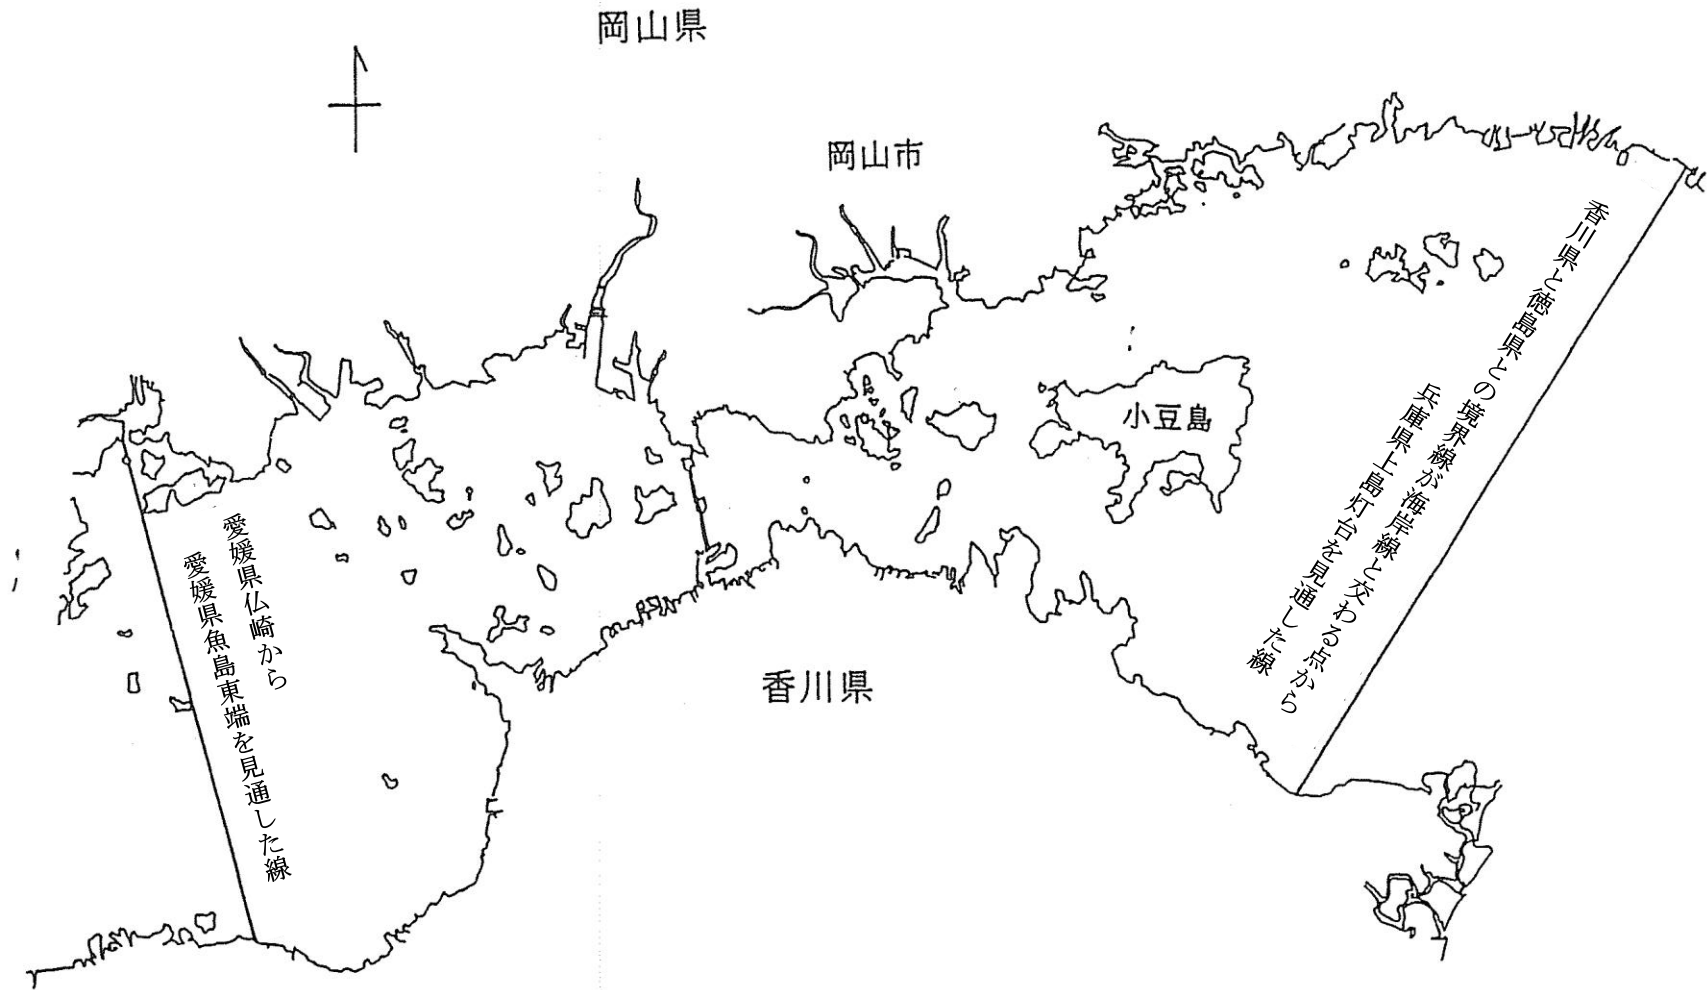 岡山県
岡山市
小豆島
香川県
香川県と徳島県との境界線が海岸線と交わる点から
兵庫県上島灯台を見通した線
愛媛県仏崎から
愛媛県魚島東端を見通した線